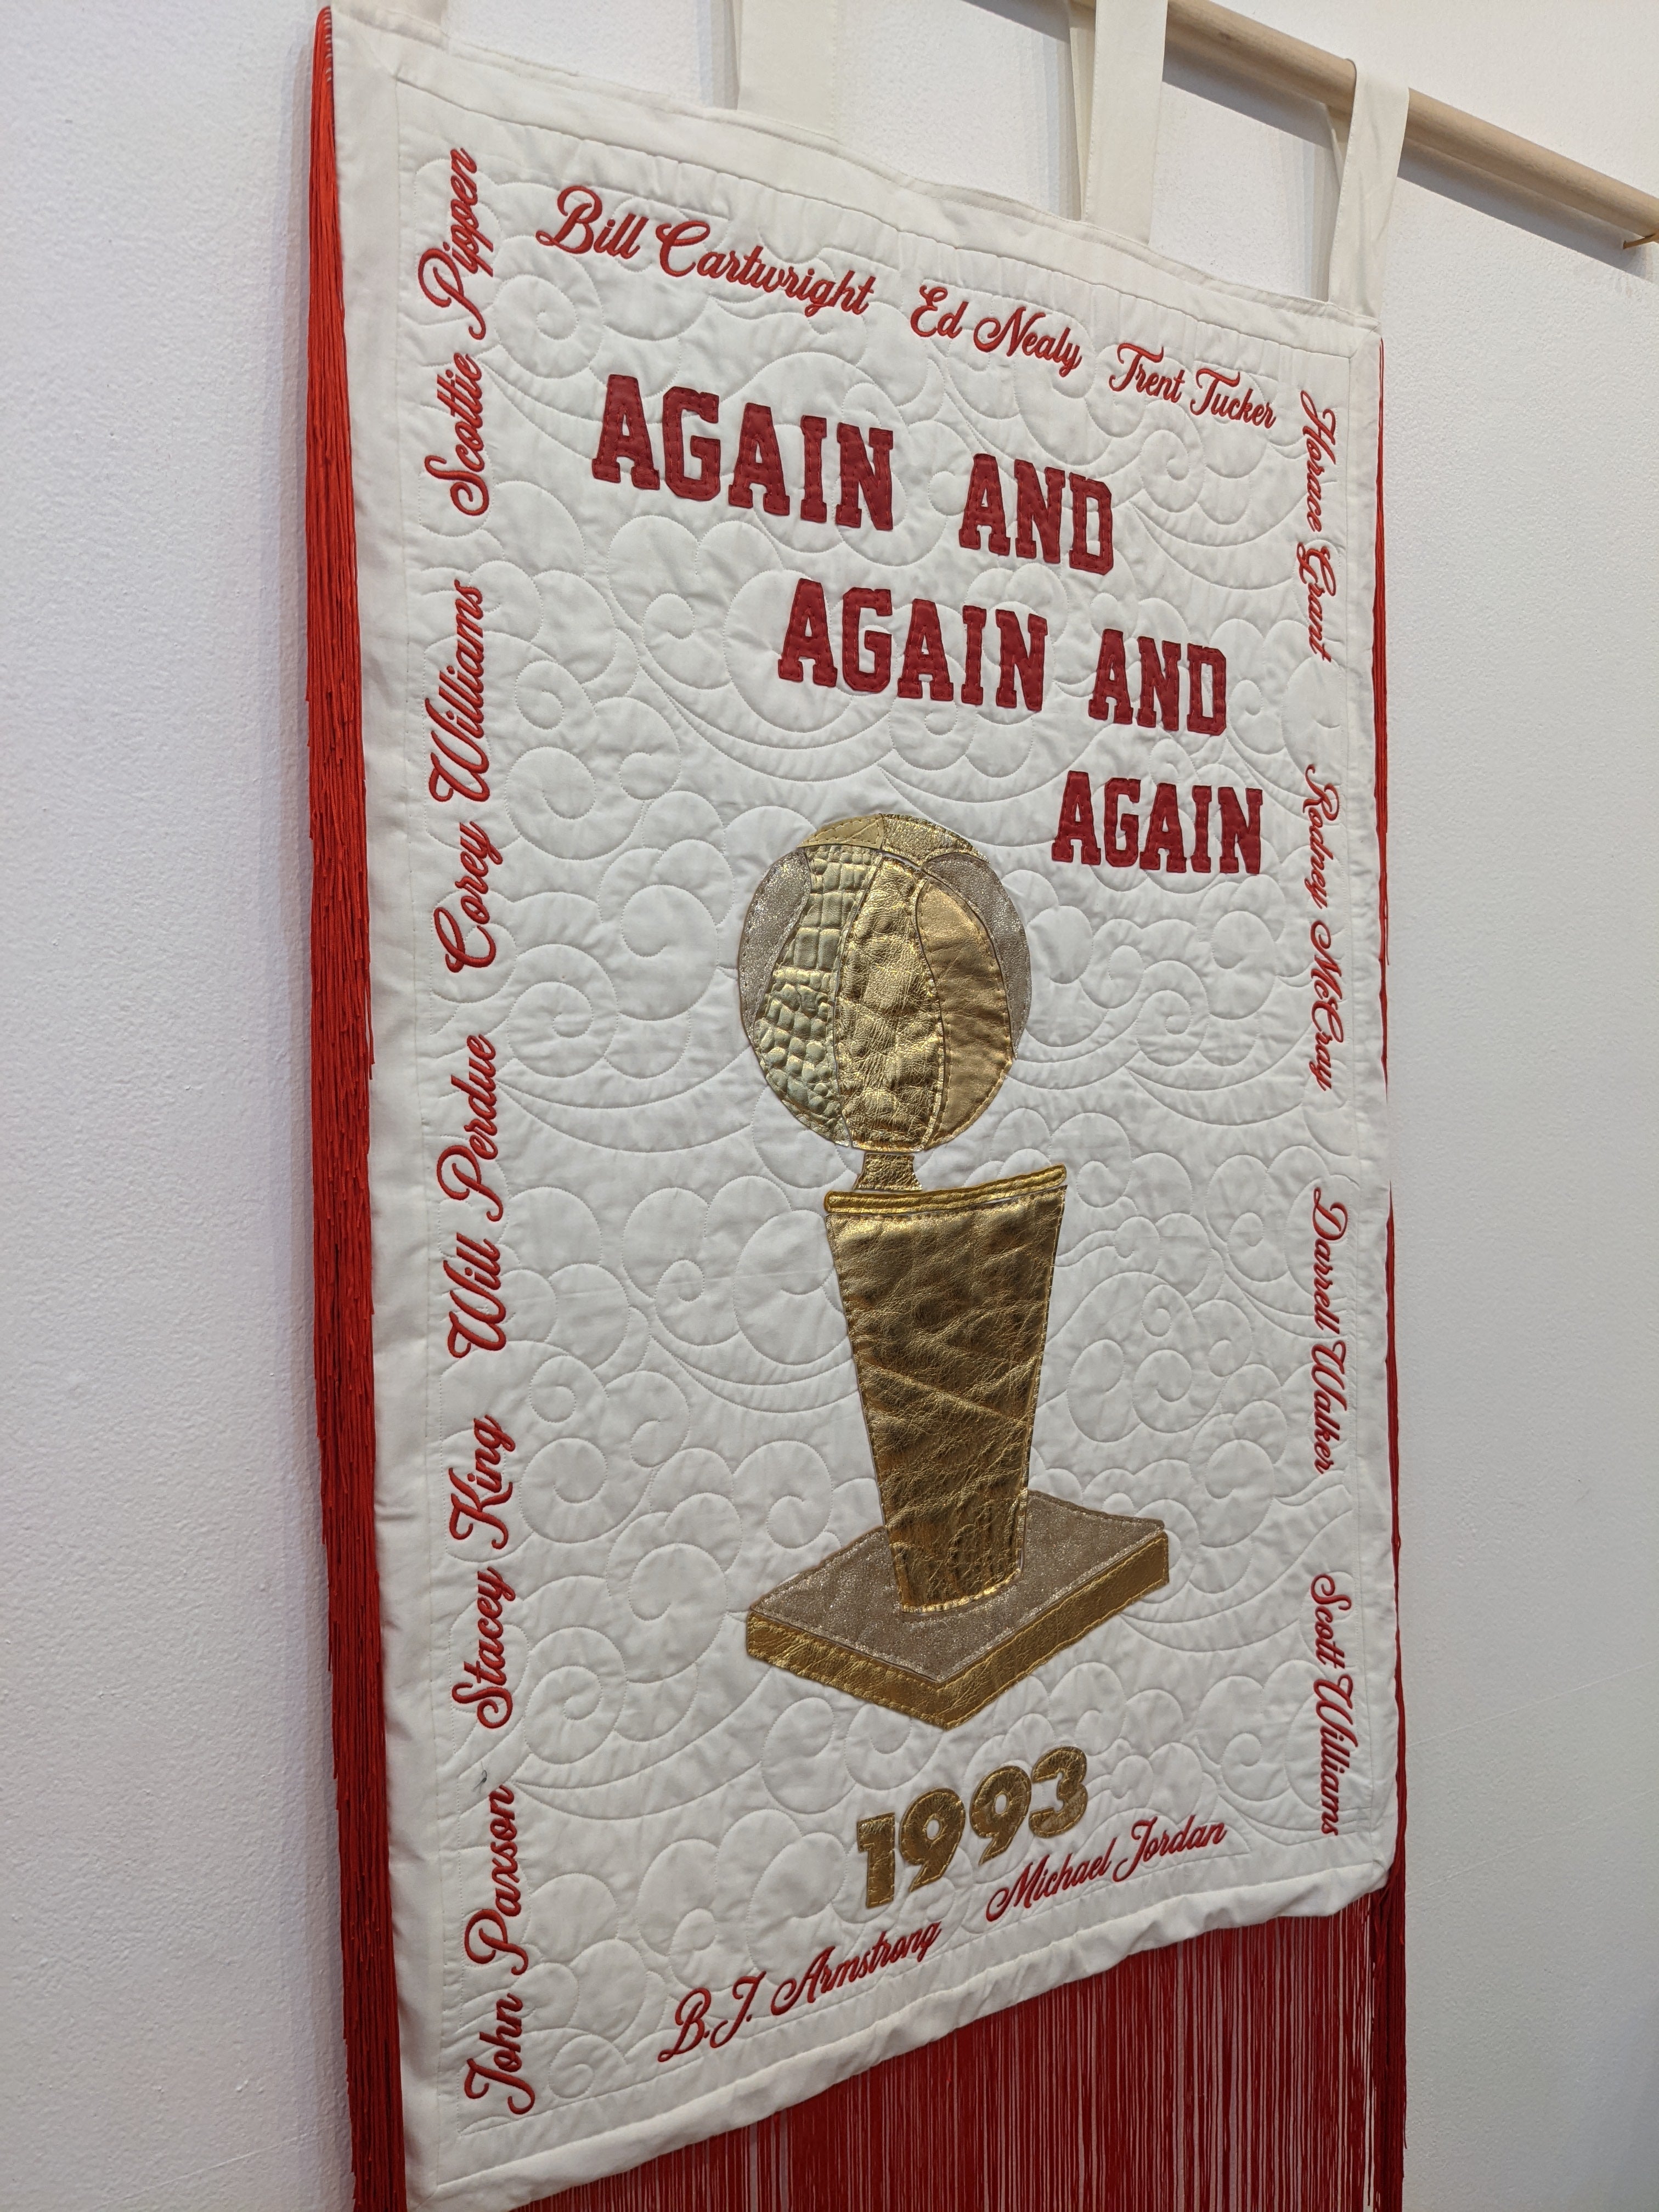 Bill Cartwright Ed Nealy Trent Tucker
AGAIN AND
AGAIN AND
AGAIN
Scottie Pippen
Corey Williams
Will Perdue
Stacey King
John Paxson
Horace Grant
Rodney McCray
Darrell Walker
Scott Williams
1993
B.J. Armstrong Michael Jordan